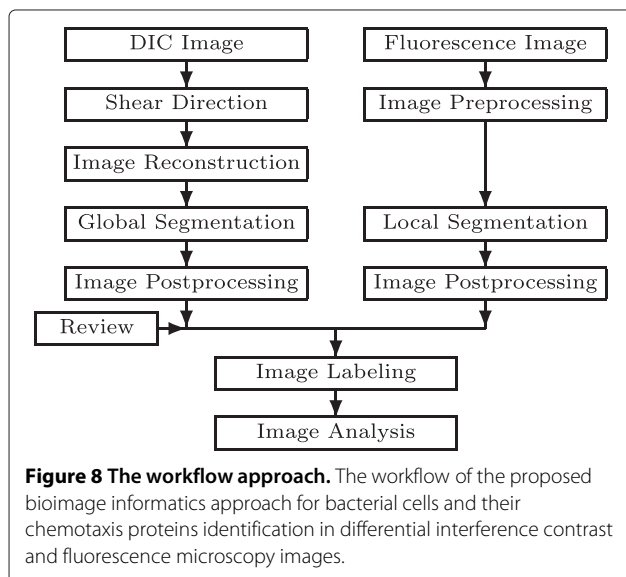 DIC Image
Fluorescence Image
Shear Direction
Image Preprocessing
Image Reconstruction
Global Segmentation
Local Segmentation
Image Postprocessing
Image Postprocessing
Review
Image Labeling
Image Analysis
Figure 8 The workflow approach. The workflow of the proposed
bioimage informatics approach for bacterial cells and their
chemotaxis proteins identification in differential interference contrast
and fluorescence microscopy images.